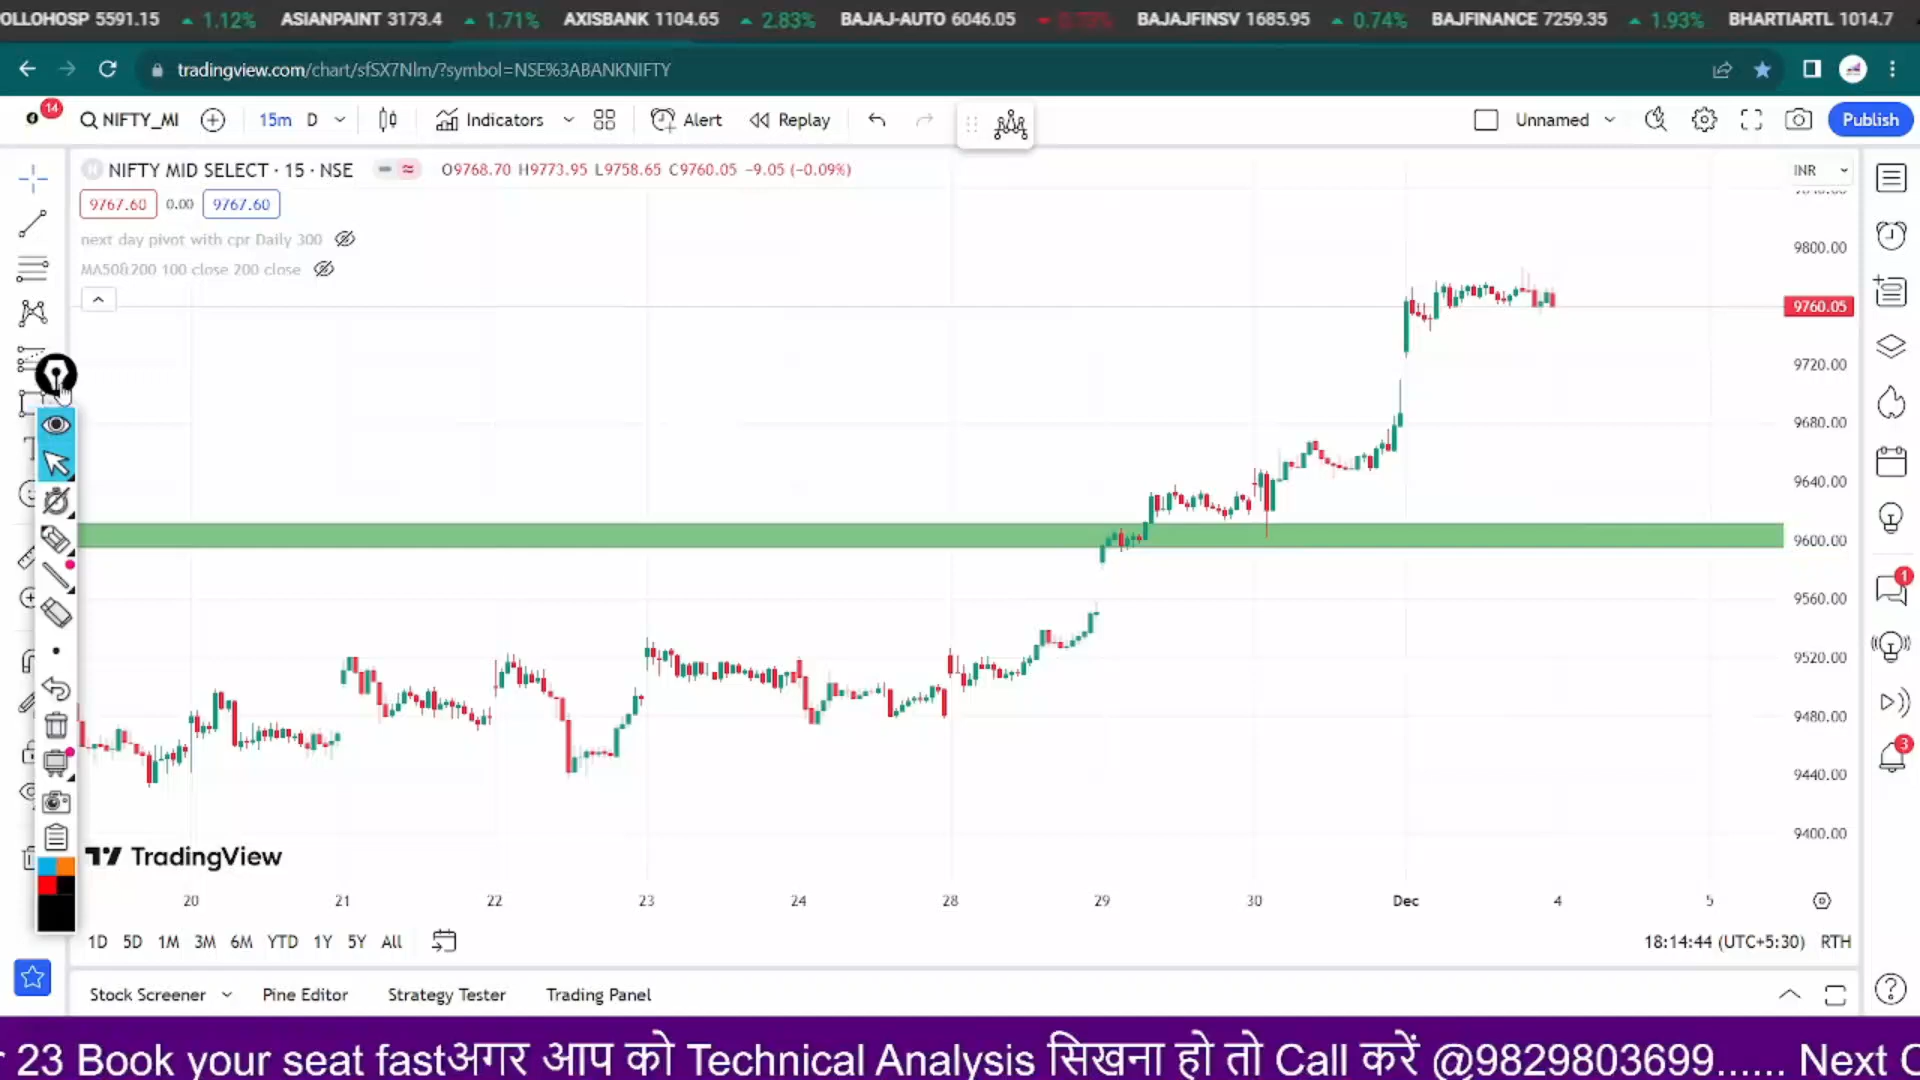 OLLOHOSP 5591.15 1.12% ASIANPAINT 3173.4 1.71% AXISBANK 1104.65 2.83% BAJAJ-AUTO 6046.05 BAJAJFINSV 1685.95 0.74% BAJFINANCE 7259.35 1.93% BHARTIARTL 1014.7
tradingview.com/chart/sfSX7Nlm/?symbol=NSE%3ABANKNIFTY
14
NIFTY_MI 15m D Indicators Alert Replay Unnamed Publish
NIFTY MID SELECT · 15 · NSE O9768.70 H9773.95 L9758.65 C9760.05 −9.05 (−0.09%)
INR
9767.60 0.00 9767.60
next day pivot with cpr Daily 300
MA50&200 100 close 200 close
9800.00
9760.05
9720.00
9680.00
9640.00
9600.00
9560.00
9520.00
9480.00
9440.00
9400.00
1
3
TradingView
20 21 22 23 24 28 29 30 Dec 4 5
1D 5D 1M 3M 6M YTD 1Y 5Y All
18:14:44 (UTC+5:30) RTH
Stock Screener Pine Editor Strategy Tester Trading Panel
23 Book your seat fastअगर आप को Technical Analysis सिखना हो तो Call करें @9829803699...... Next